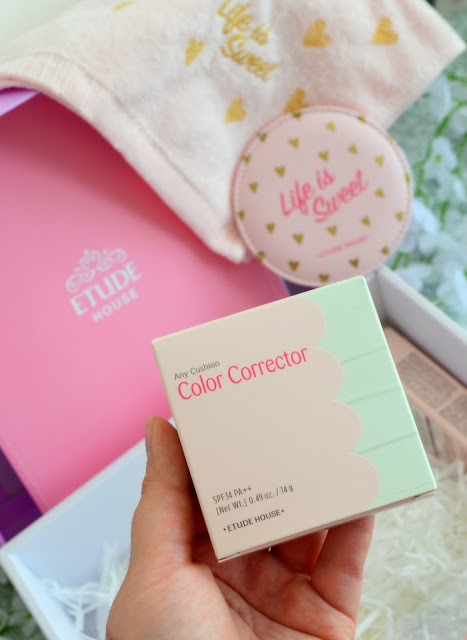 Life is
Sweet
Life is
Sweet
ETUDE HOUSE
ETUDE
HOUSE
Any Cushion
Color Corrector
SPF34 PA++
[Net Wt.] 0.49 oz. / 14 g
•ETUDE HOUSE•